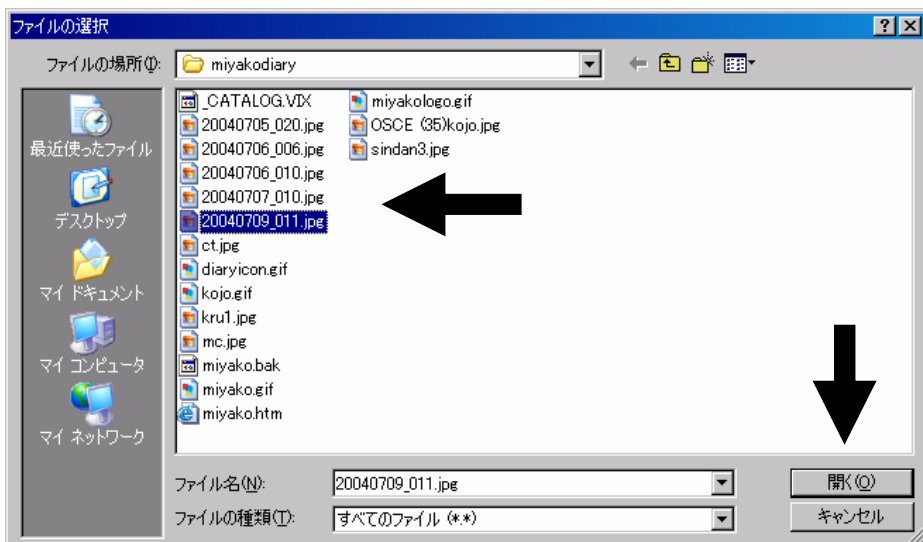 ファイルの選択
ファイルの場所(I):
miyakodiary
最近使ったファイル
デスクトップ
マイ ドキュメント
マイ コンピュータ
マイ ネットワーク
_CATALOG.VIX
20040705_020.jpg
20040706_006.jpg
20040706_010.jpg
20040707_010.jpg
20040709_011.jpg
ct.jpg
diaryicon.gif
kojo.gif
kru1.jpg
mc.jpg
miyako.bak
miyako.gif
miyako.htm
miyakologo.gif
OSCE (35)kojo.jpg
sindan3.jpg
ファイル名(N):
20040709_011.jpg
開く(O)
ファイルの種類(T):
すべてのファイル (*.*)
キャンセル